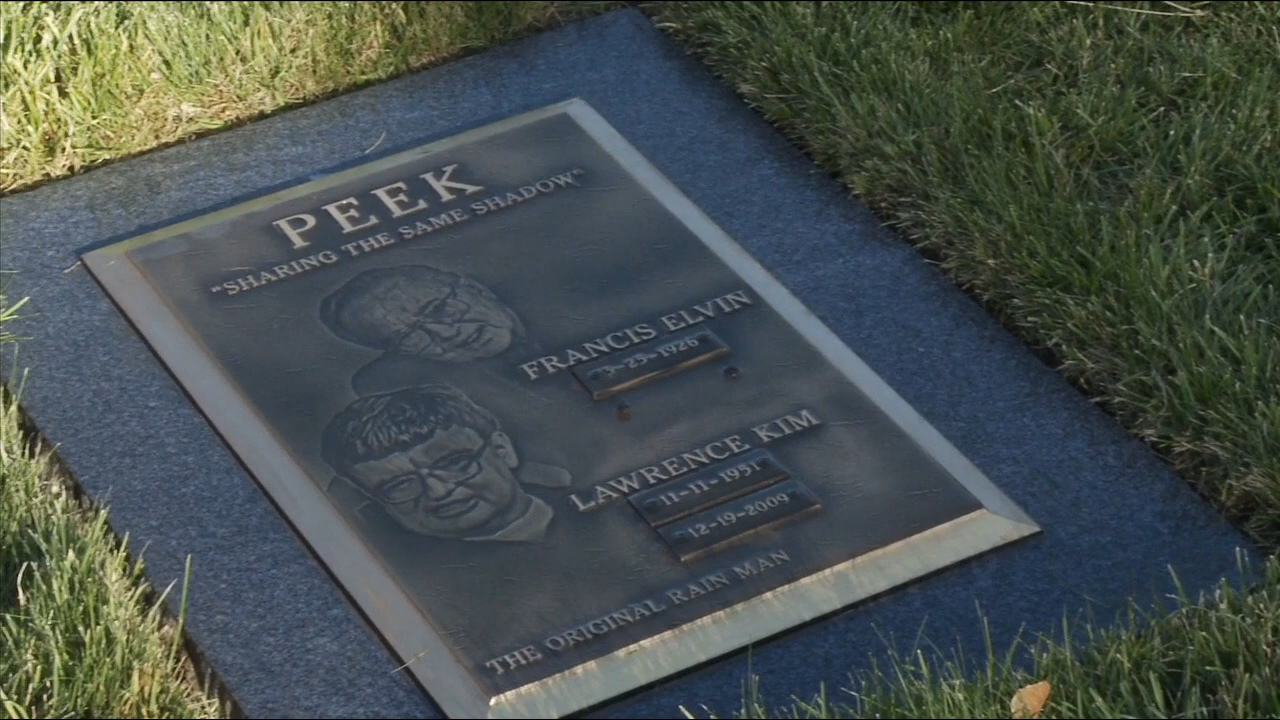 PEEK
"SHARING THE SAME SHADOW"
FRANCIS ELVIN
3-25-1926
LAWRENCE KIM
11-11-1951
12-19-2009
THE ORIGINAL RAIN MAN